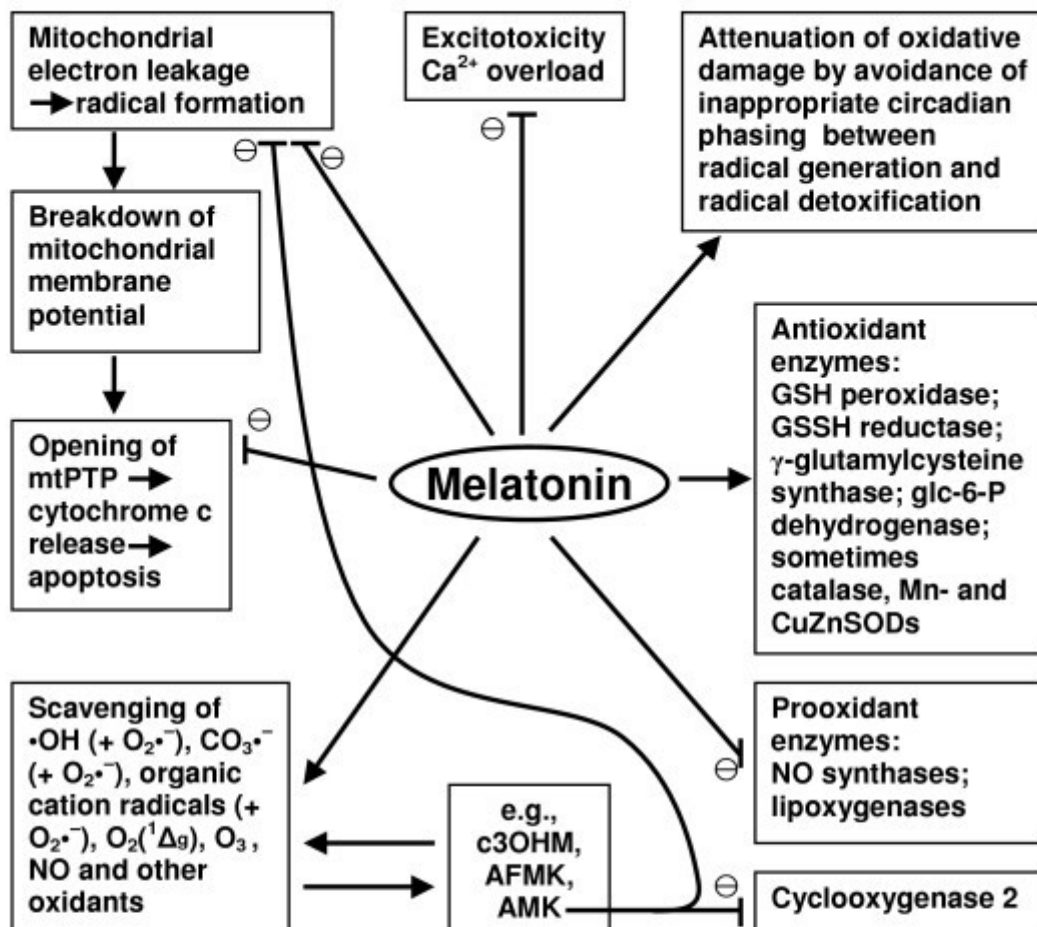 Mitochondrial
electron leakage
→radical formation
Excitotoxicity
Ca²⁺ overload
Attenuation of oxidative
damage by avoidance of
inappropriate circadian
phasing between
radical generation and
radical detoxification
⊖
⊖
⊖
Breakdown of
mitochondrial
membrane
potential
Antioxidant
enzymes:
GSH peroxidase;
GSSH reductase;
γ-glutamylcysteine
synthase; glc-6-P
dehydrogenase;
sometimes
catalase, Mn- and
CuZnSODs
⊖
Opening of
mtPTP →
cytochrome c
release→
apoptosis
Melatonin
Scavenging of
•OH (+ O₂•⁻), CO₃•⁻
(+ O₂•⁻), organic
cation radicals (+
O₂•⁻), O₂(¹Δg), O₃ ,
NO and other
oxidants
e.g.,
c3OHM,
AFMK,
AMK
Prooxidant
enzymes:
NO synthases;
lipoxygenases
⊖
⊖
Cyclooxygenase 2